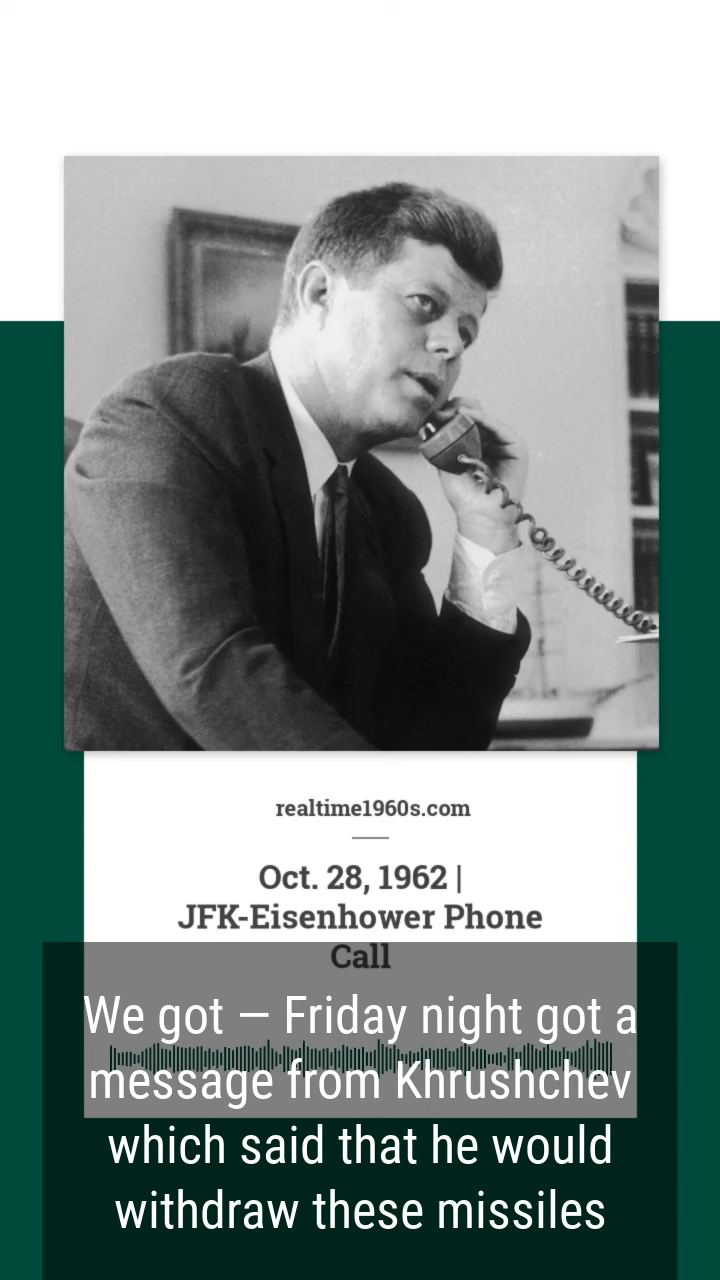 realtime1960s.com
Oct. 28, 1962 |
JFK-Eisenhower Phone
Call
We got — Friday night got a
message from Khrushchev
which said that he would
withdraw these missiles